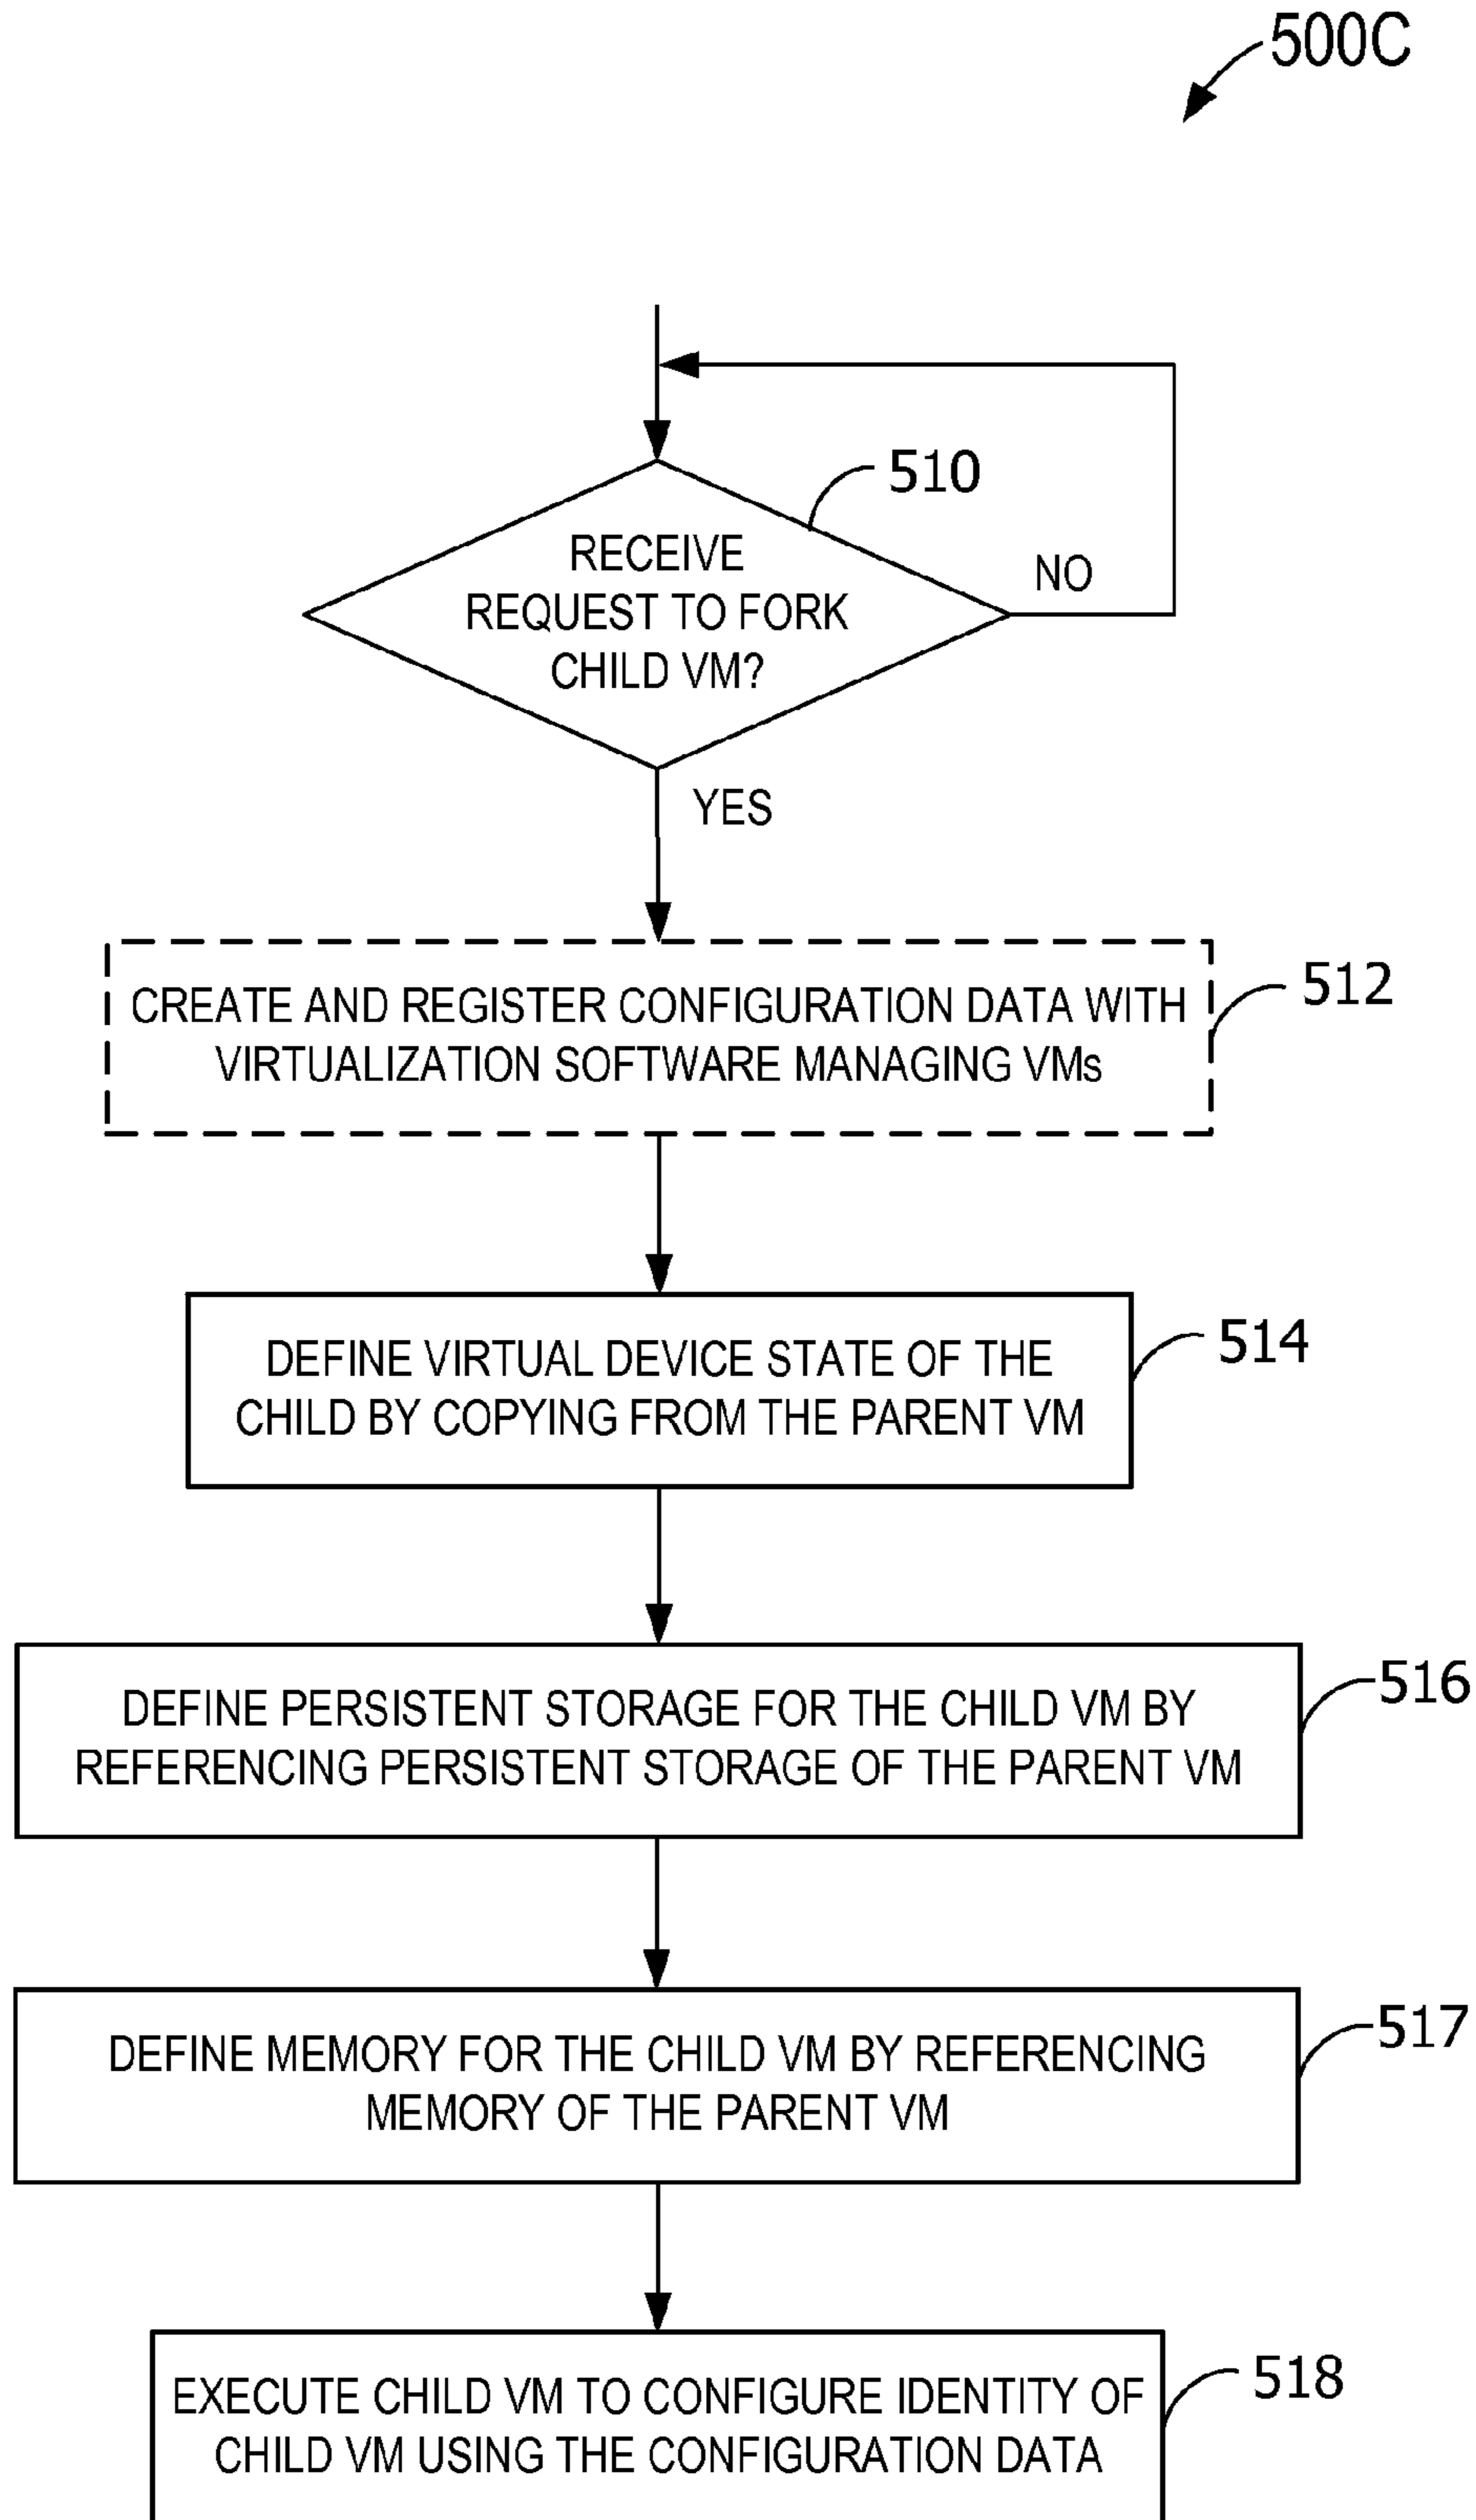 500C
510
RECEIVE
REQUEST TO FORK
CHILD VM?
NO
YES
512
CREATE AND REGISTER CONFIGURATION DATA WITH
VIRTUALIZATION SOFTWARE MANAGING VMs
514
DEFINE VIRTUAL DEVICE STATE OF THE
CHILD BY COPYING FROM THE PARENT VM
516
DEFINE PERSISTENT STORAGE FOR THE CHILD VM BY
REFERENCING PERSISTENT STORAGE OF THE PARENT VM
517
DEFINE MEMORY FOR THE CHILD VM BY REFERENCING
MEMORY OF THE PARENT VM
518
EXECUTE CHILD VM TO CONFIGURE IDENTITY OF
CHILD VM USING THE CONFIGURATION DATA